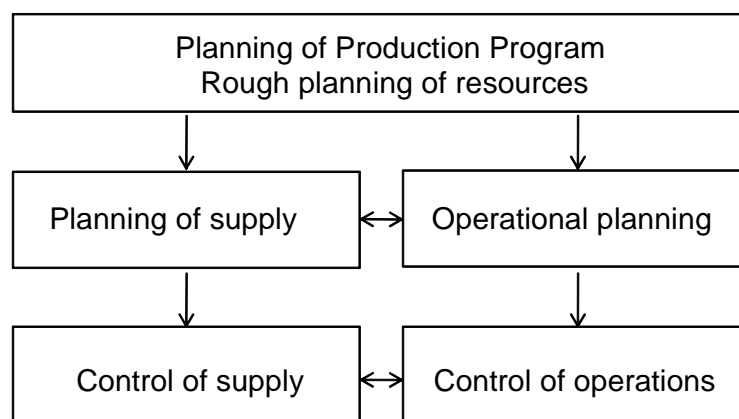 Planning of Production Program
Rough planning of resources
Planning of supply
Operational planning
Control of supply
Control of operations